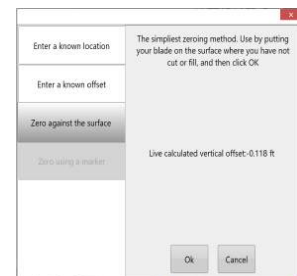 Enter a known location
Enter a known offset
Zero against the surface
Zero using a marker
The simpliest zeroing method. Use by putting
your blade on the surface where you have not
cut or fill, and then click OK
Live calculated vertical offset:-0.118 ft
Ok
Cancel